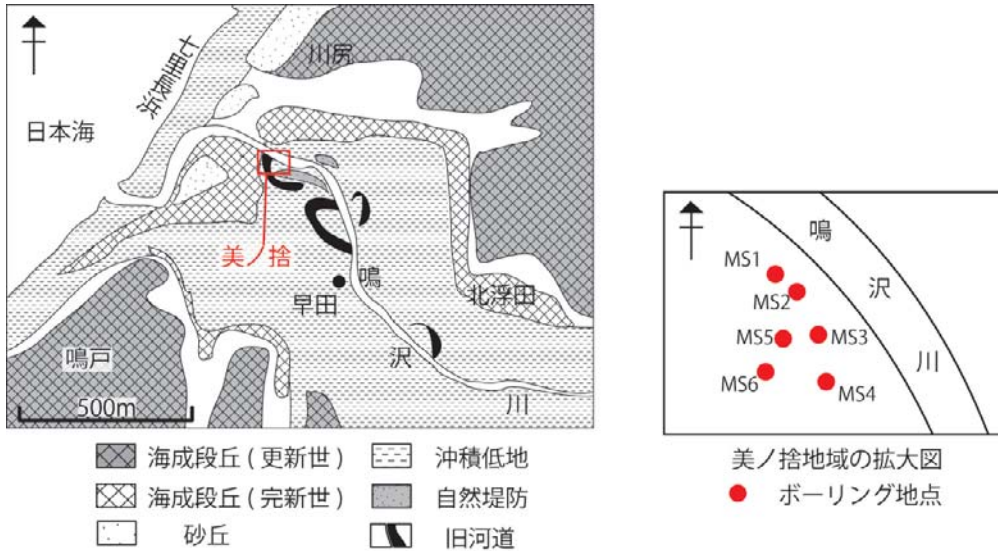 川尻
七里長浜
日本海
美ノ捨
鳴
早田
北浮田
沢
鳴戸
500m
川
海成段丘 ( 更新世 )
沖積低地
海成段丘 ( 完新世 )
自然堤防
砂丘
旧河道
鳴
沢
川
MS1
MS2
MS5
MS3
MS6
MS4
美ノ捨地域の拡大図
ボーリング地点